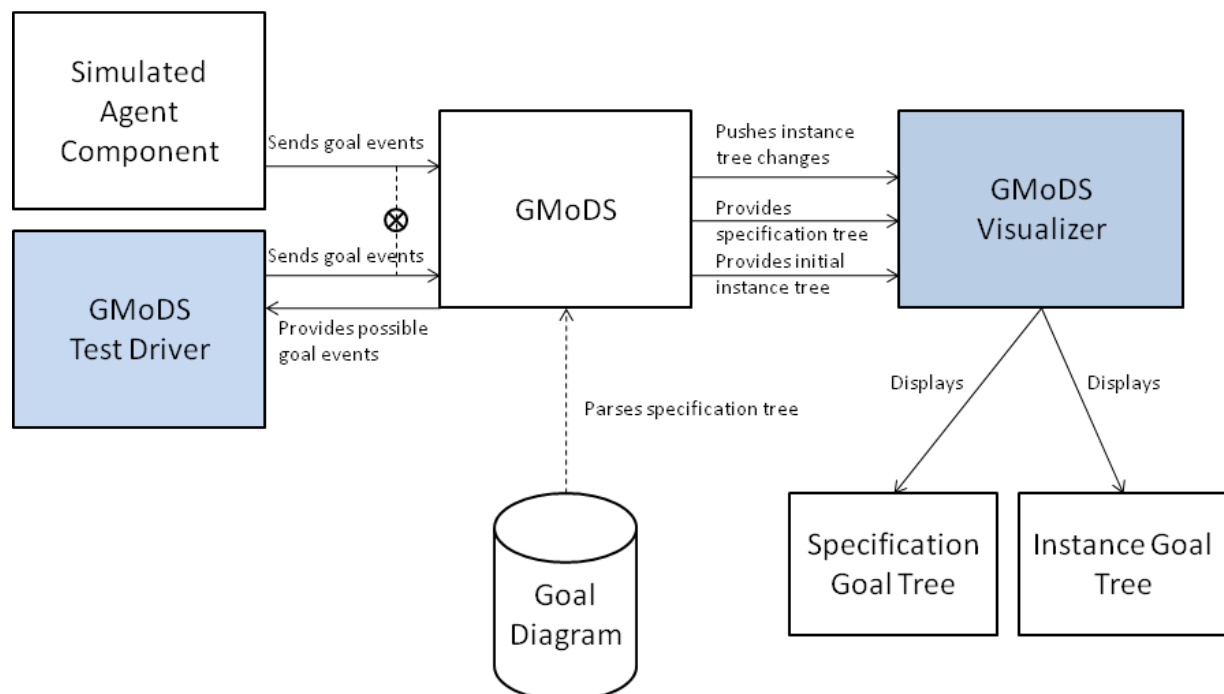 Simulated
Agent
Component
Sends goal events
GMoDS
Test Driver
Sends goal events
Provides possible
goal events
GMoDS
Pushes instance
tree changes
Provides
specification tree
Provides initial
instance tree
GMoDS
Visualizer
Parses specification tree
Goal
Diagram
Displays
Displays
Specification
Goal Tree
Instance Goal
Tree